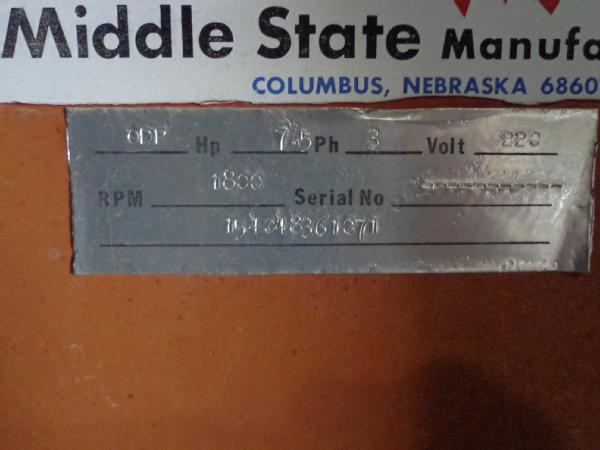 Middle State Manufa
COLUMBUS, NEBRASKA 6860
ODP Hp 7.5 Ph 3 Volt 220
RPM 1800 Serial No ---------------